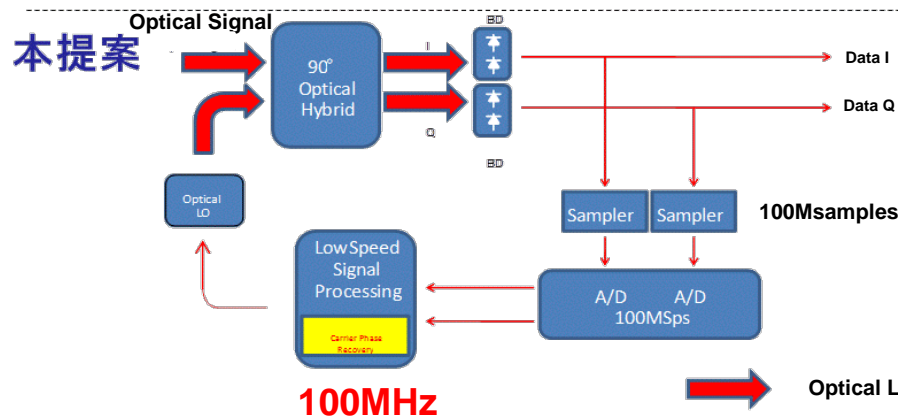 Optical Signal
本提案
90°
Optical
Hybrid
I
Q
BD
BD
Data I
Data Q
Optical
LO
Sampler
Sampler
100Msamples
Low Speed
Signal
Processing
Carrier Phase
Recovery
A/D A/D
100MSps
100MHz
Optical L